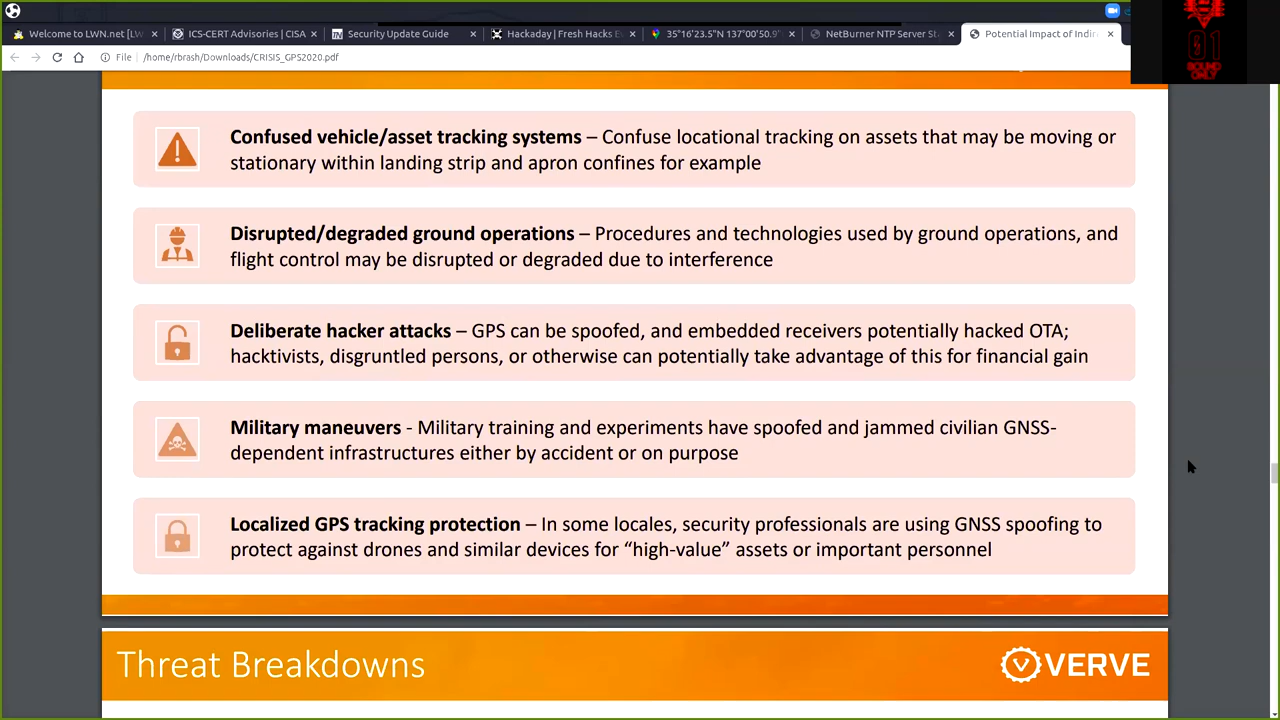 Welcome to LWN.net [LW
ICS-CERT Advisories | CISA
Security Update Guide
Hackaday | Fresh Hacks E
35°16'23.5"N 137°00'50.9"
NetBurner NTP Server St
Potential Impact of Indir
File
/home/rbrash/Downloads/CRISIS_GPS2020.pdf
01
ROUND
ONLY
Confused vehicle/asset tracking systems – Confuse locational tracking on assets that may be moving or
stationary within landing strip and apron confines for example
Disrupted/degraded ground operations – Procedures and technologies used by ground operations, and
flight control may be disrupted or degraded due to interference
Deliberate hacker attacks – GPS can be spoofed, and embedded receivers potentially hacked OTA;
hacktivists, disgruntled persons, or otherwise can potentially take advantage of this for financial gain
Military maneuvers - Military training and experiments have spoofed and jammed civilian GNSS-
dependent infrastructures either by accident or on purpose
Localized GPS tracking protection – In some locales, security professionals are using GNSS spoofing to
protect against drones and similar devices for “high-value” assets or important personnel
Threat Breakdowns
VERVE